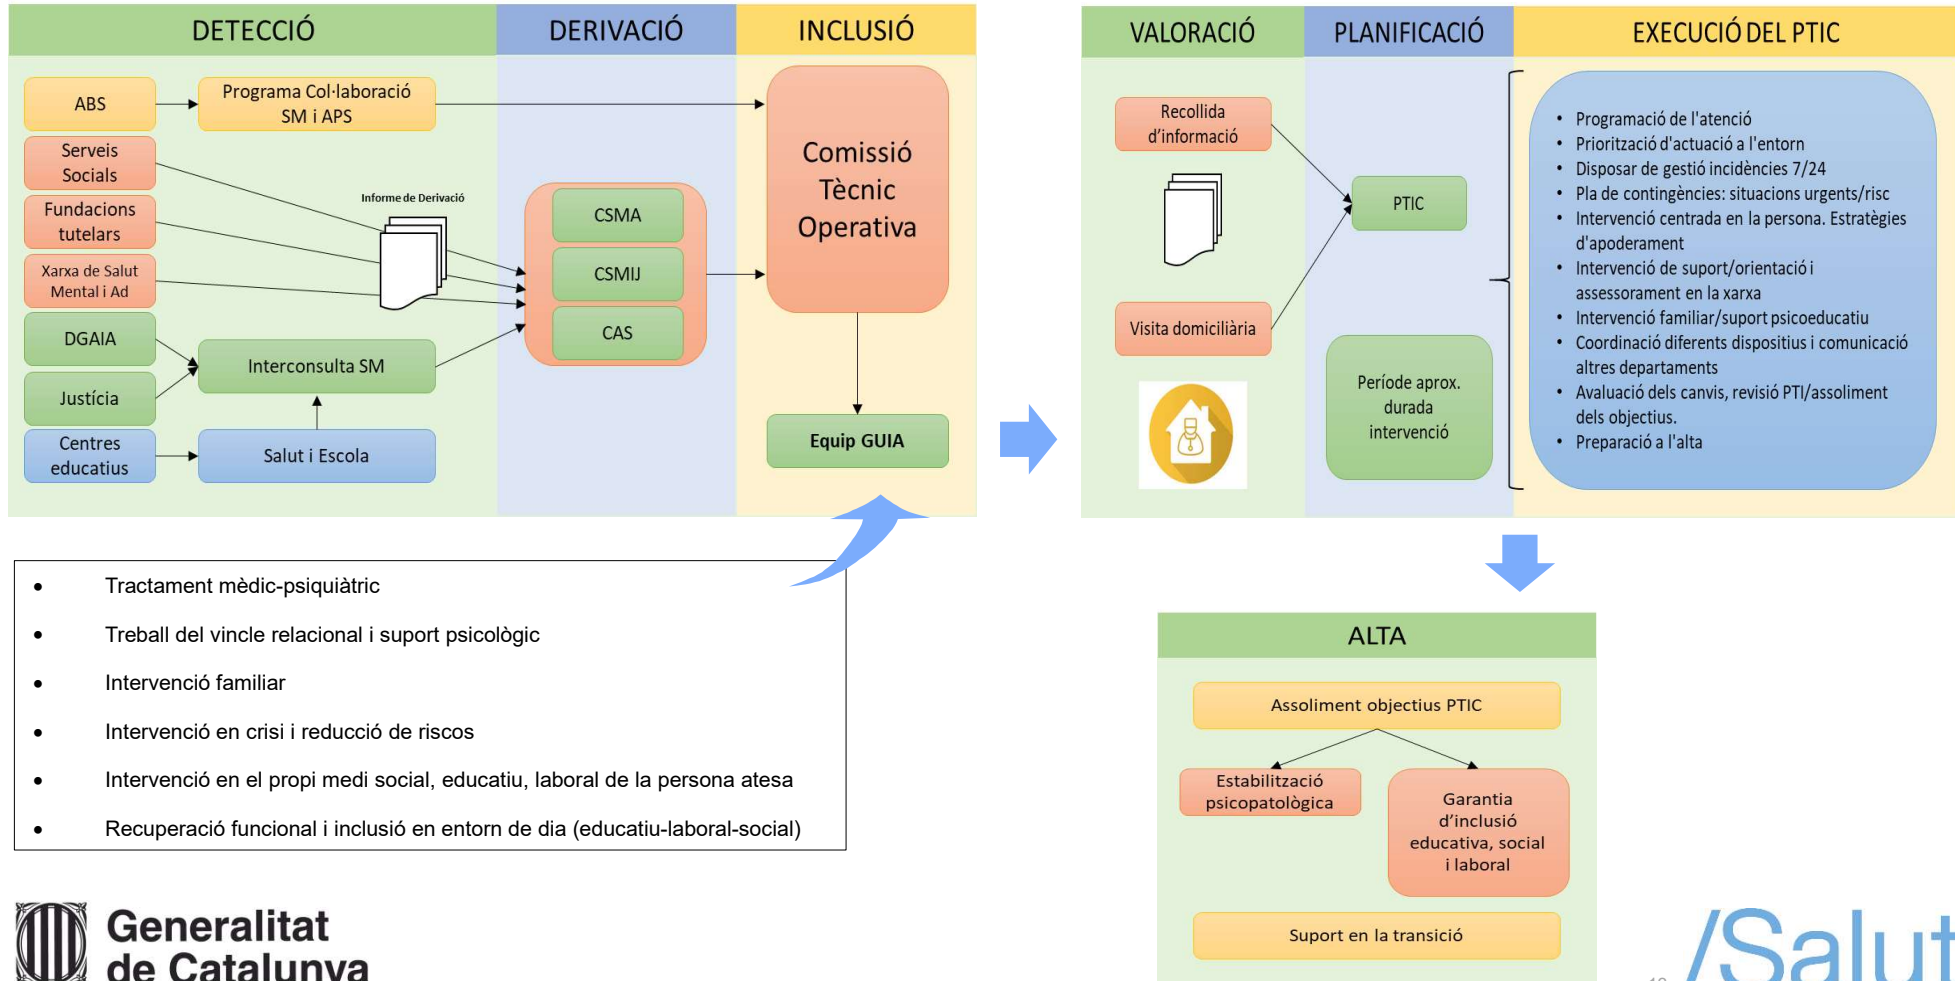 DETECCIÓ
DERIVACIÓ
INCLUSIÓ
ABS
Programa Col·laboració
SM i APS
Serveis
Socials
Fundacions
tutelars
Xarxa de Salut
Mental i Ad
DGAIA
Justícia
Centres
educatius
Interconsulta SM
Salut i Escola
Informe de Derivació
CSMA
CSMIJ
CAS
Comissió
Tècnic
Operativa
Equip GUIA
VALORACIÓ
PLANIFICACIÓ
EXECUCIÓ DEL PTIC
Recollida
d'informació
Visita domiciliària
PTIC
Període aprox.
durada
intervenció
• Programació de l'atenció
• Priorització d'actuació a l'entorn
• Disposar de gestió incidències 7/24
• Pla de contingències: situacions urgents/risc
• Intervenció centrada en la persona. Estratègies
d'apoderament
• Intervenció de suport/orientació i
assessorament en la xarxa
• Intervenció familiar/suport psicoeducatiu
• Coordinació diferents dispositius i comunicació
altres departaments
• Avaluació dels canvis, revisió PTI/assoliment
dels objectius.
• Preparació a l'alta
• Tractament mèdic-psiquiàtric
• Treball del vincle relacional i suport psicològic
• Intervenció familiar
• Intervenció en crisi i reducció de riscos
• Intervenció en el propi medi social, educatiu, laboral de la persona atesa
• Recuperació funcional i inclusió en entorn de dia (educatiu-laboral-social)
ALTA
Assoliment objectius PTIC
Estabilització
psicopatològica
Garantia
d'inclusió
educativa, social
i laboral
Suport en la transició
Generalitat
de Catalunya
/Salut